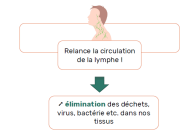 Relance la circulation
de la lymphe !
↗ élimination des déchets,
virus, bactérie etc. dans nos
tissus